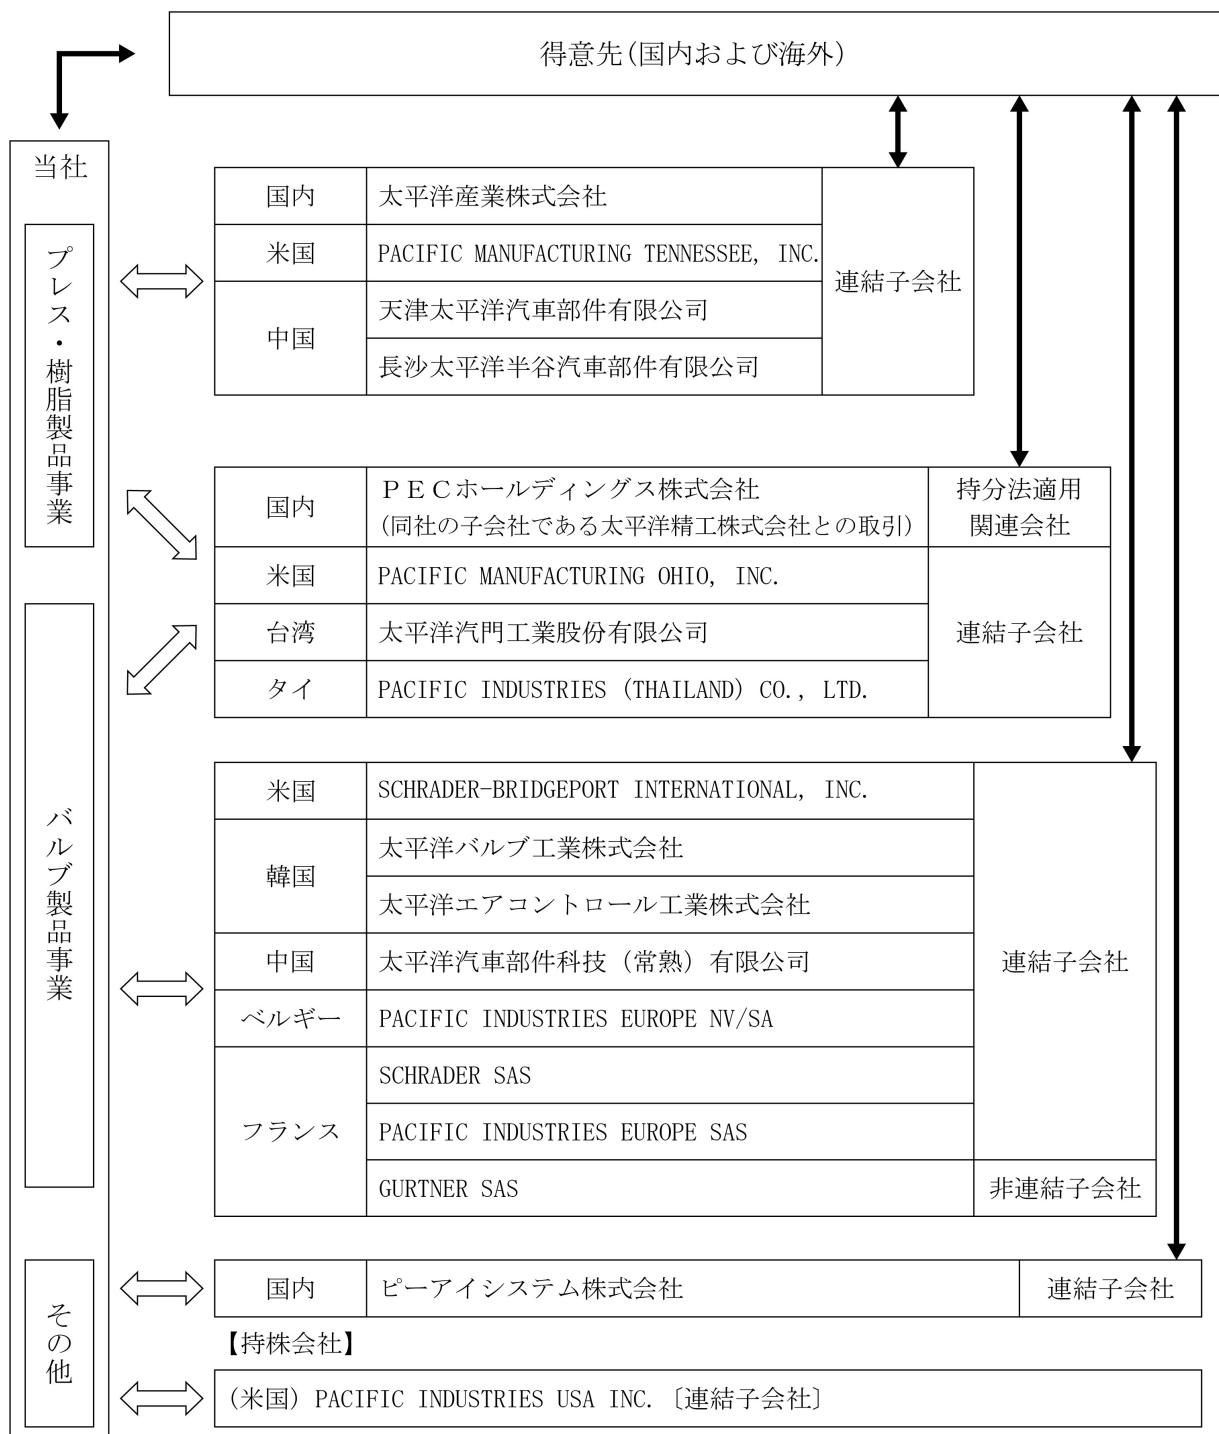 得意先(国内および海外)
当社
プレス・樹脂製品事業
国内
太平洋産業株式会社
米国
PACIFIC MANUFACTURING TENNESSEE, INC.
中国
天津太平洋汽車部件有限公司
長沙太平洋半谷汽車部件有限公司
連結子会社
国内
PECホールディングス株式会社
(同社の子会社である太平洋精工株式会社との取引)
持分法適用
関連会社
米国
PACIFIC MANUFACTURING OHIO, INC.
台湾
太平洋汽門工業股份有限公司
タイ
PACIFIC INDUSTRIES (THAILAND) CO., LTD.
連結子会社
バルブ製品事業
米国
SCHRADER-BRIDGEPORT INTERNATIONAL, INC.
韓国
太平洋バルブ工業株式会社
太平洋エアコントロール工業株式会社
中国
太平洋汽車部件科技(常熟)有限公司
ベルギー
PACIFIC INDUSTRIES EUROPE NV/SA
フランス
SCHRADER SAS
PACIFIC INDUSTRIES EUROPE SAS
GURTNER SAS
連結子会社
非連結子会社
その他
国内
ピーアイシステム株式会社
連結子会社
【持株会社】
(米国) PACIFIC INDUSTRIES USA INC.〔連結子会社〕